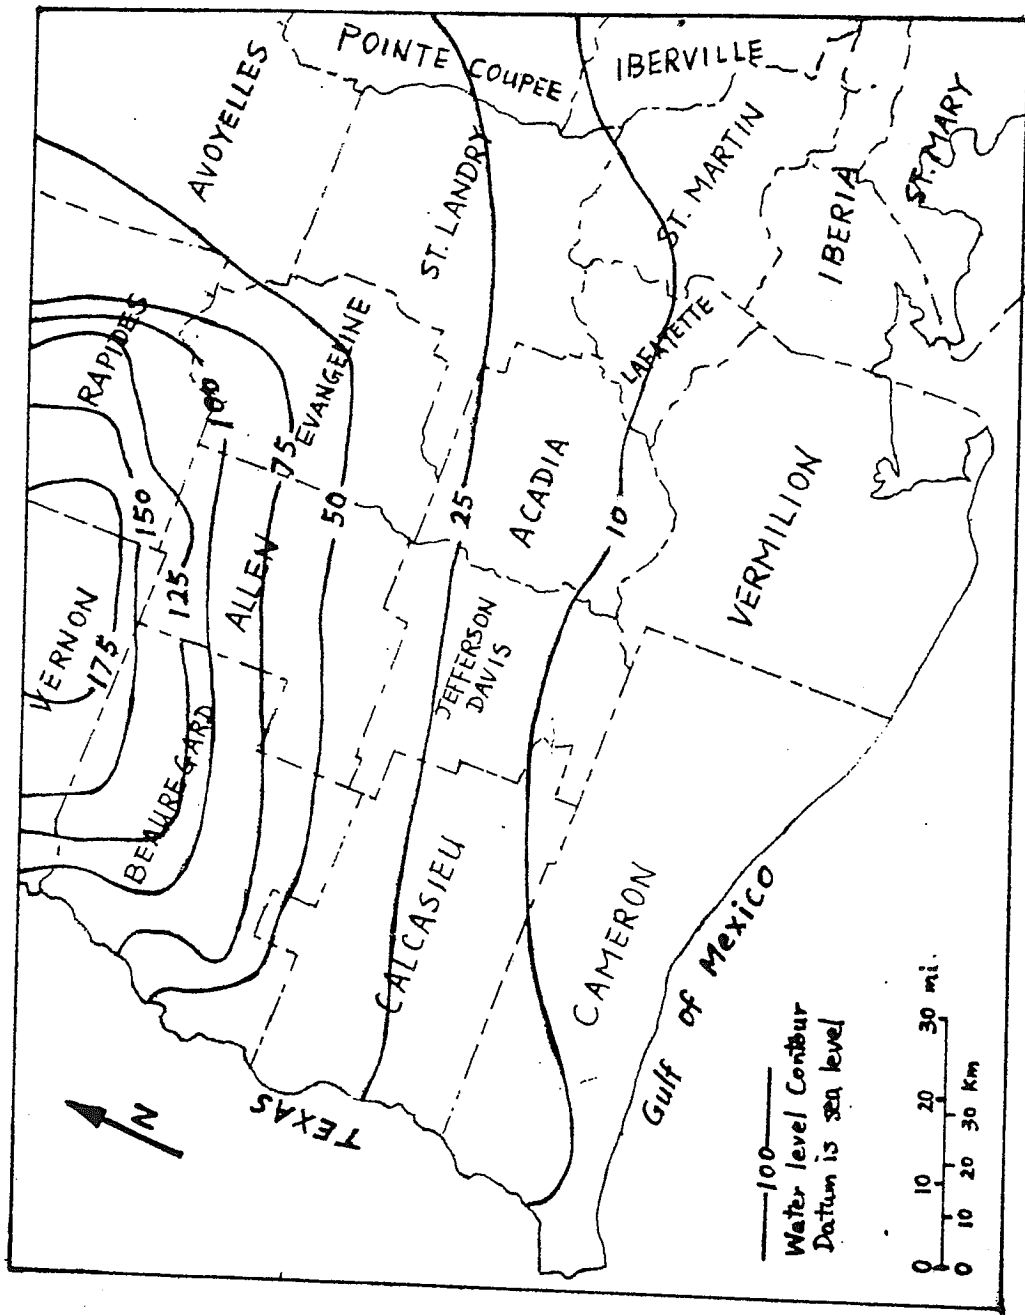 POINTE COUPEE
IBERVILLE
AVOYELLES
ST. LANDRY
ST. MARTIN
ST. MARY
IBERIA
RAPIDES
EVANGELINE
LAFAYETTE
ACADIA
VERMILION
VERNON
ALLEN
JEFFERSON
DAVIS
BEAUREGARD
CALCASIEU
CAMERON
175
150
125
100
75
50
25
10
TEXAS
N
Gulf of Mexico
100
Water level Contour
Datum is sea level
0 10 20 30 mi.
0 10 20 30 Km